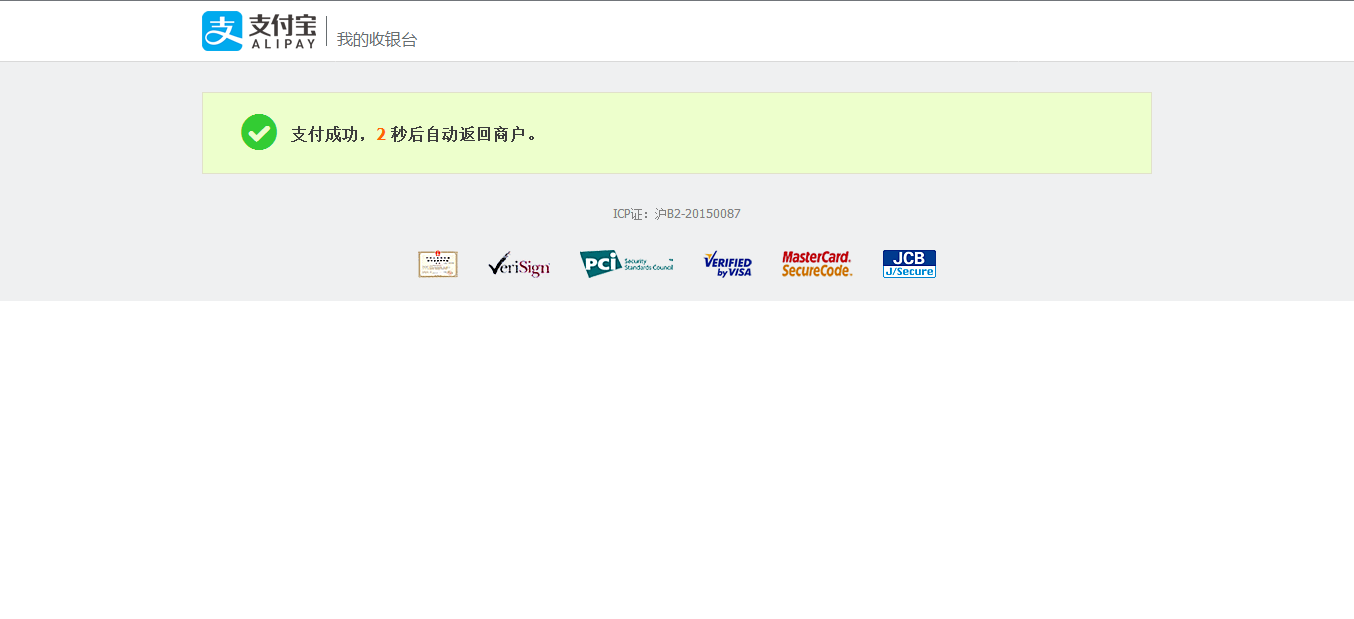 支
支付宝
ALIPAY
我的收银台
支付成功，2 秒后自动返回商户。
ICP证：沪B2-20150087
VeriSign
PCi Security Standards Council ™
VERIFIED by VISA
MasterCard. SecureCode.
JCB J/Secure